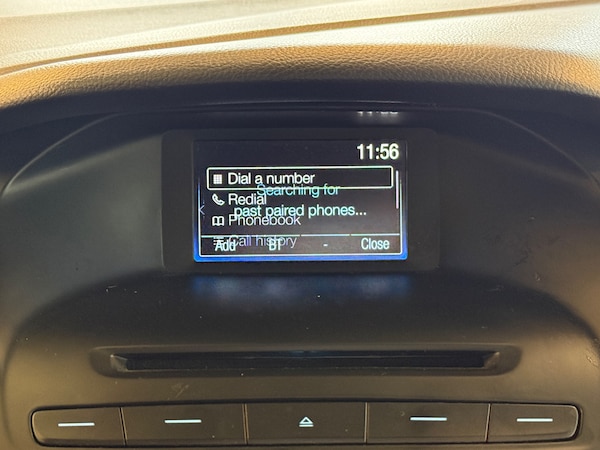 11:56
Dial a number
Searching for
Redial
past paired phones...
Phonebook
Add BT - Close
Call history